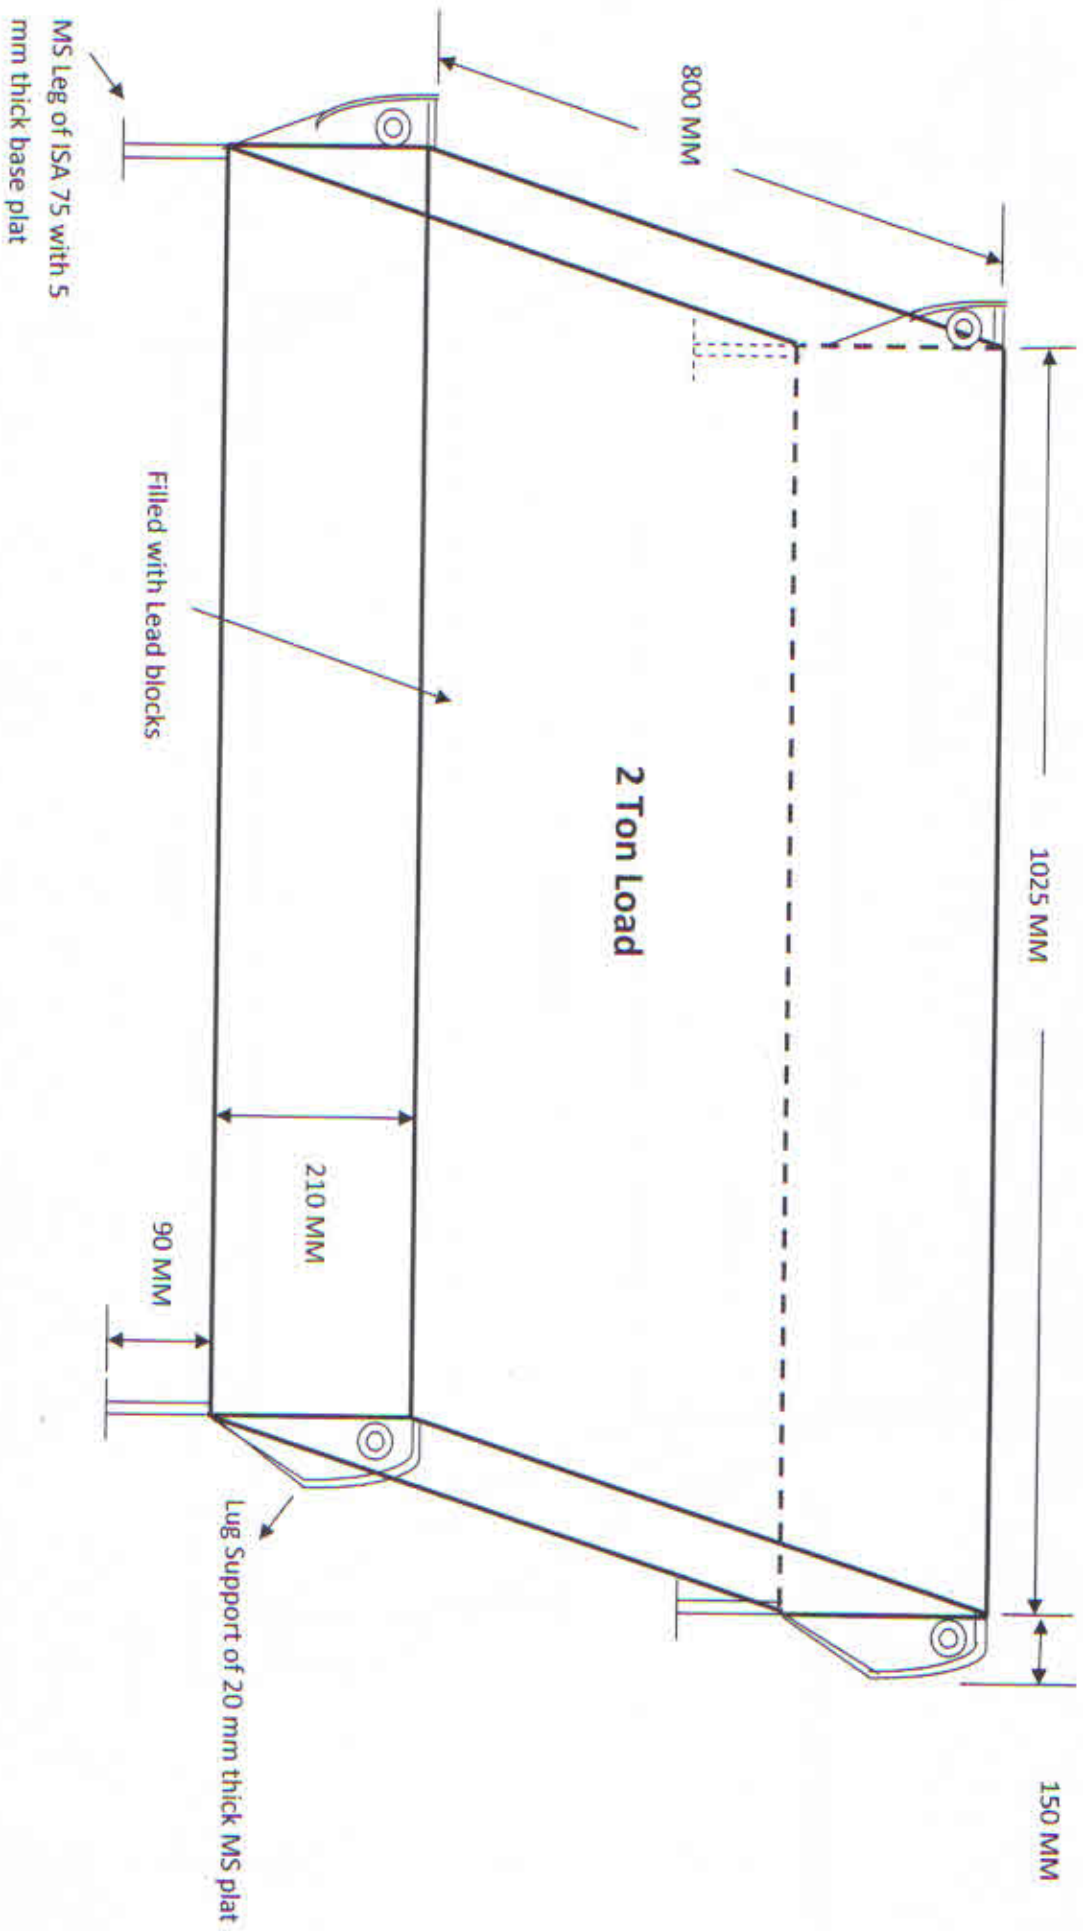 1025 MM
150 MM
800 MM
2 Ton Load
210 MM
Filled with Lead blocks
90 MM
Lug Support of 20 mm thick MS plat
MS Leg of ISA 75 with 5
mm thick base plat